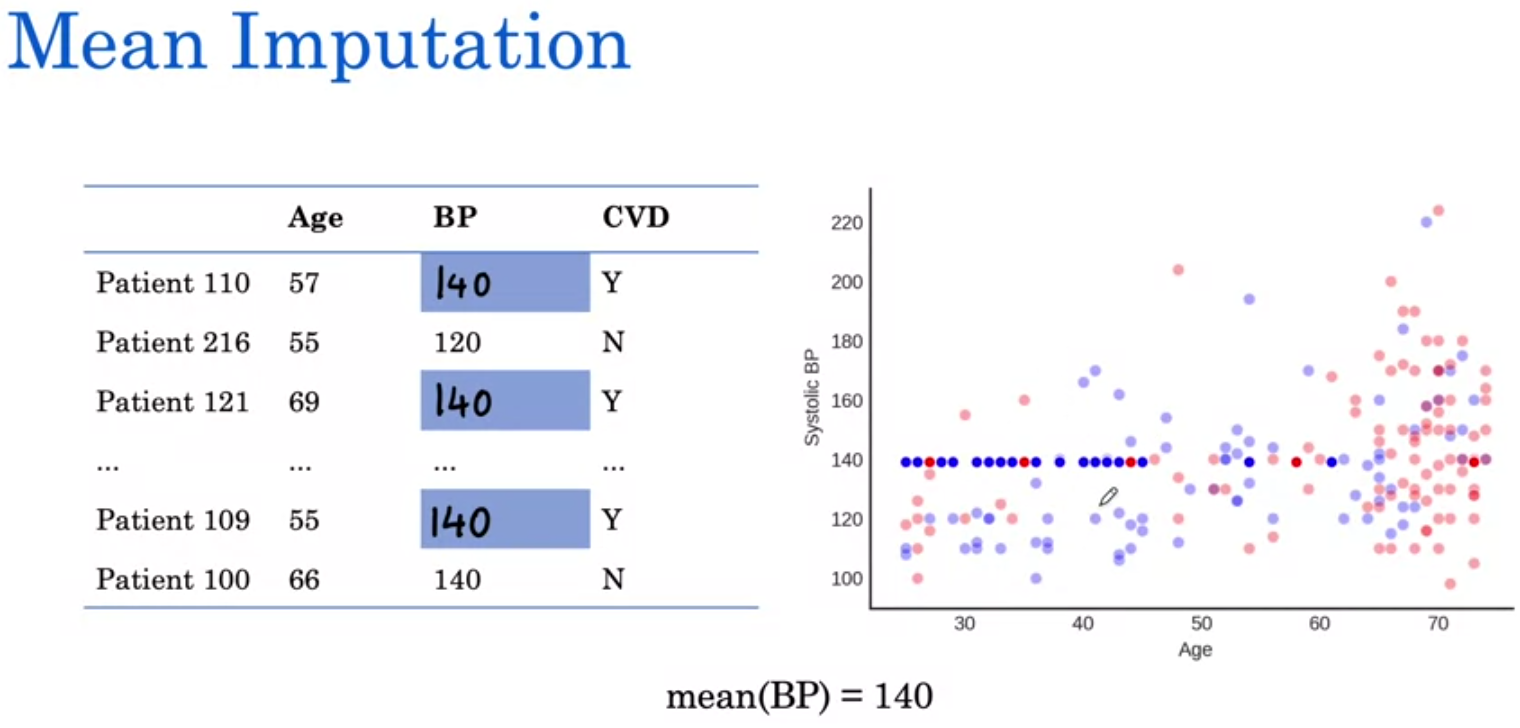 Mean Imputation
Age BP CVD
Patient 110 57 140 Y
Patient 216 55 120 N
Patient 121 69 140 Y
... ... ... ...
Patient 109 55 140 Y
Patient 100 66 140 N
220
200
180
160
140
120
100
Systolic BP
30 40 50 60 70
Age
mean(BP) = 140